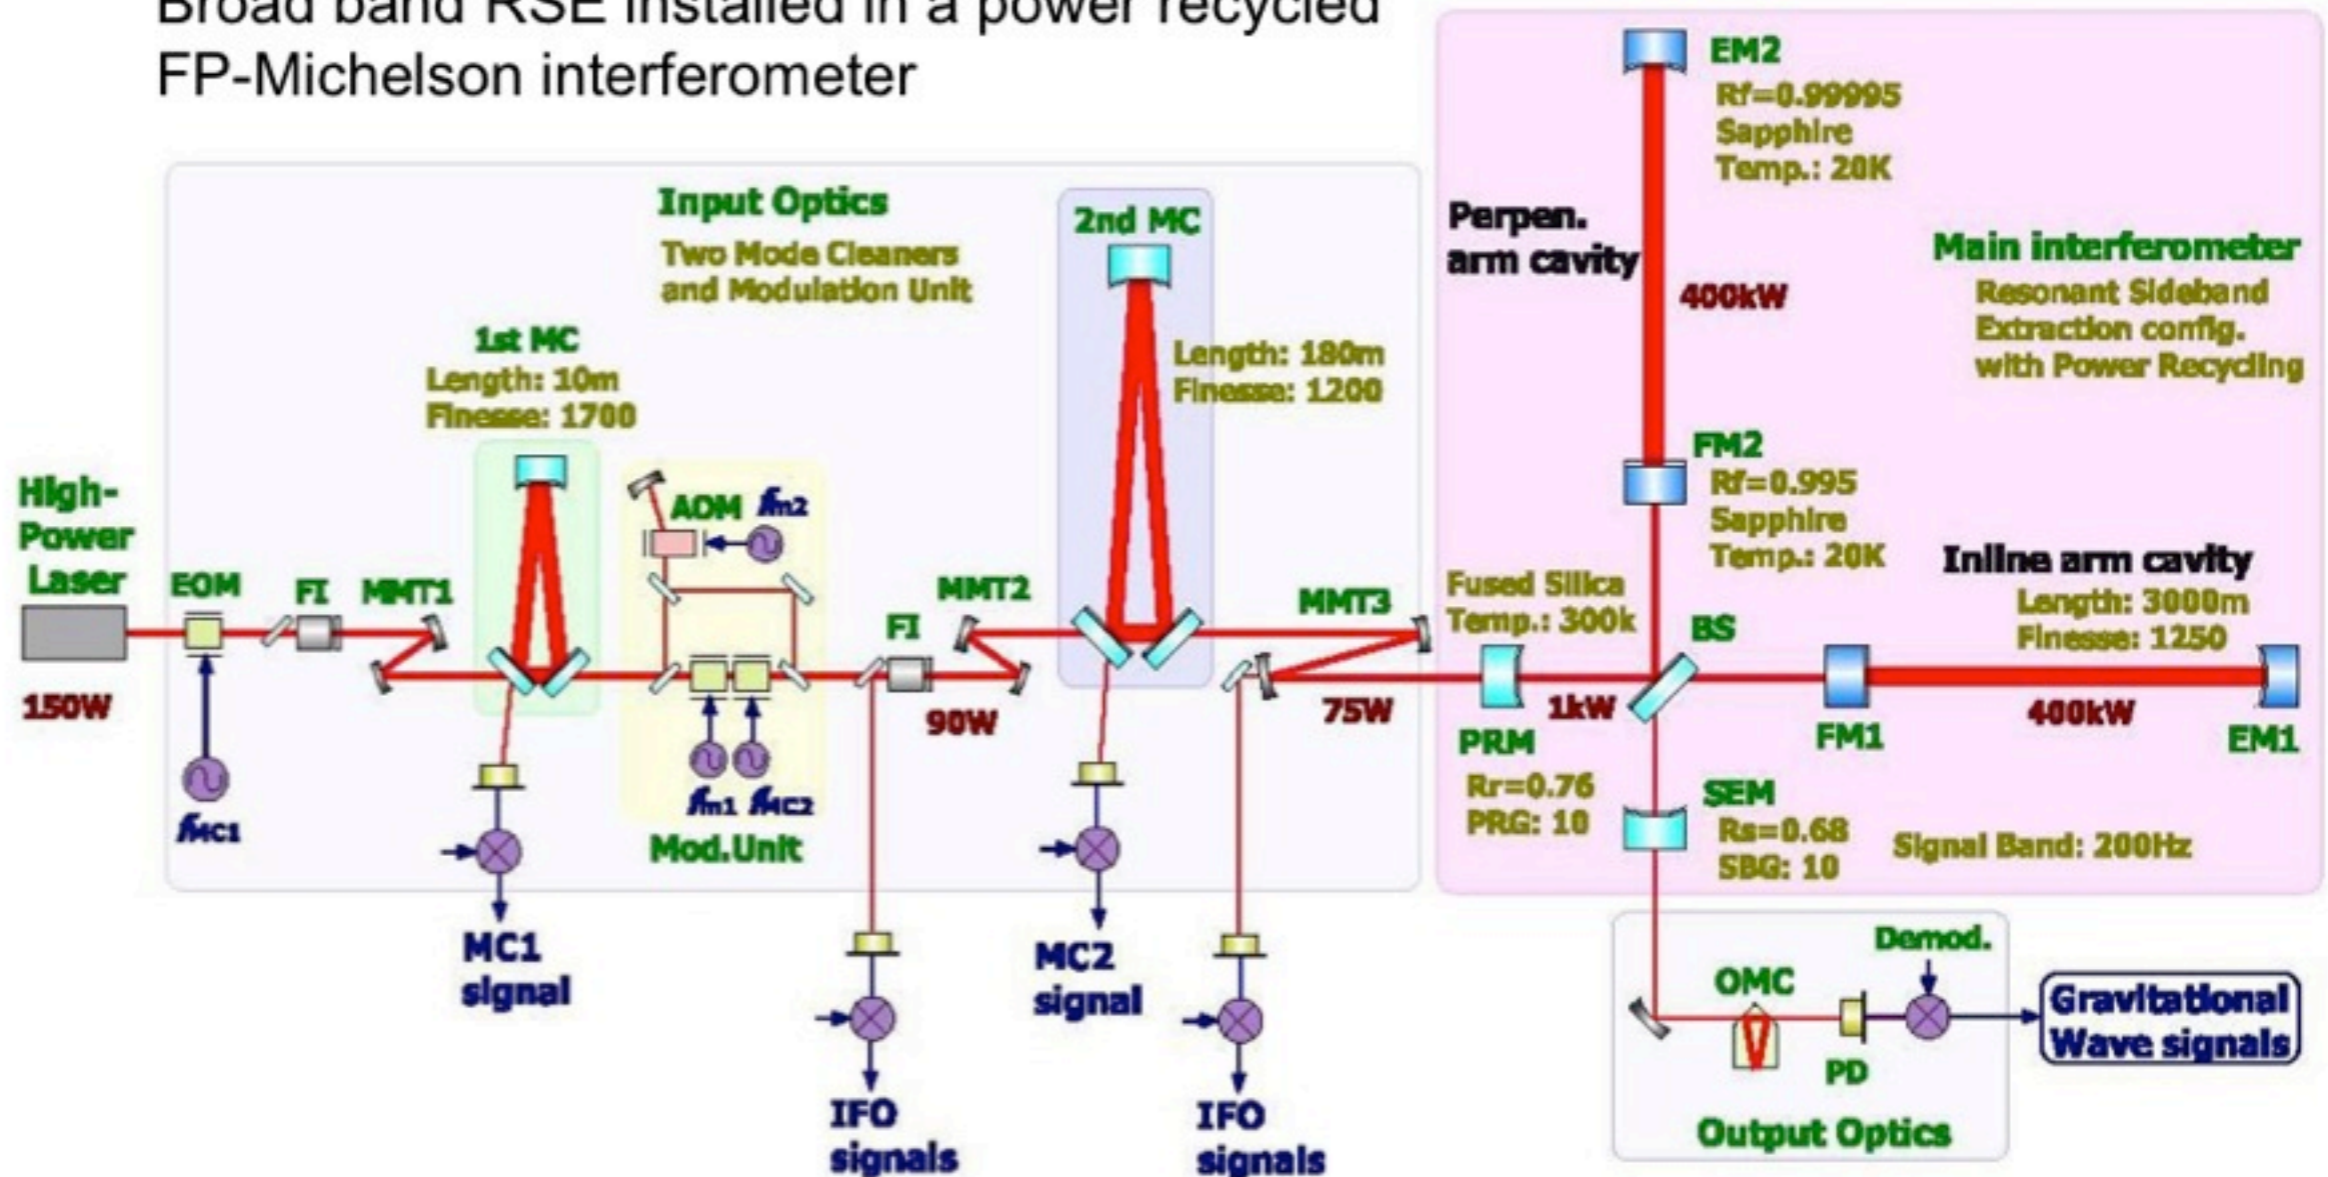 Broad band RSE installed in a power recycled
FP-Michelson interferometer
Input Optics
Two Mode Cleaners
and Modulation Unit
1st MC
Length: 10m
Finesse: 1700
2nd MC
Length: 180m
Finesse: 1200
High-
Power
Laser
150W
EOM
FI
MMT1
fMC1
AOM
fm2
fm1
fMC2
Mod.Unit
FI
MMT2
90W
MMT3
75W
MC1
signal
IFO
signals
MC2
signal
IFO
signals
EM2
Rf=0.99995
Sapphire
Temp.: 20K
Perpen.
arm cavity
400kW
Main interferometer
Resonant Sideband
Extraction config.
with Power Recycling
FM2
Rf=0.995
Sapphire
Temp.: 20K
Inline arm cavity
Length: 3000m
Finesse: 1250
Fused Silica
Temp.: 300k
BS
PRM
Rr=0.76
PRG: 10
1kW
FM1
400kW
EM1
SEM
Rs=0.68
SBG: 10
Signal Band: 200Hz
Demod.
OMC
PD
Output Optics
Gravitational
Wave signals